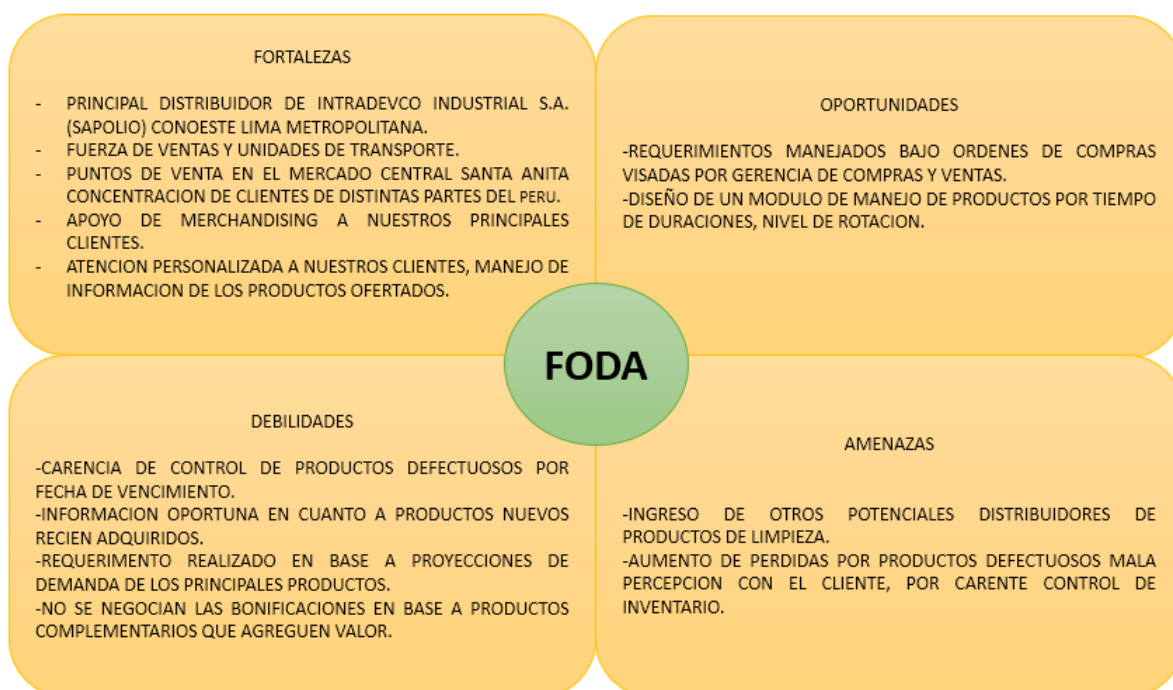 FORTALEZAS
- PRINCIPAL DISTRIBUIDOR DE INTRADEVCO INDUSTRIAL S.A.
(SAPOLIO) CONOESTE LIMA METROPOLITANA.
- FUERZA DE VENTAS Y UNIDADES DE TRANSPORTE.
- PUNTOS DE VENTA EN EL MERCADO CENTRAL SANTA ANITA
CONCENTRACION DE CLIENTES DE DISTINTAS PARTES DEL PERU.
- APOYO DE MERCHANDISING A NUESTROS PRINCIPALES
CLIENTES.
- ATENCION PERSONALIZADA A NUESTROS CLIENTES, MANEJO DE
INFORMACION DE LOS PRODUCTOS OFERTADOS.
OPORTUNIDADES
-REQUERIMIENTOS MANEJADOS BAJO ORDENES DE COMPRAS
VISADAS POR GERENCIA DE COMPRAS Y VENTAS.
-DISEÑO DE UN MODULO DE MANEJO DE PRODUCTOS POR TIEMPO
DE DURACIONES, NIVEL DE ROTACION.
FODA
DEBILIDADES
-CARENCIA DE CONTROL DE PRODUCTOS DEFECTUOSOS POR
FECHA DE VENCIMIENTO.
-INFORMACION OPORTUNA EN CUANTO A PRODUCTOS NUEVOS
RECIEN ADQUIRIDOS.
-REQUERIMENTO REALIZADO EN BASE A PROYECCIONES DE
DEMANDA DE LOS PRINCIPALES PRODUCTOS.
-NO SE NEGOCIAN LAS BONIFICACIONES EN BASE A PRODUCTOS
COMPLEMENTARIOS QUE AGREGUEN VALOR.
AMENAZAS
-INGRESO DE OTROS POTENCIALES DISTRIBUIDORES DE
PRODUCTOS DE LIMPIEZA.
-AUMENTO DE PERDIDAS POR PRODUCTOS DEFECTUOSOS MALA
PERCEPCION CON EL CLIENTE, POR CARENTE CONTROL DE
INVENTARIO.